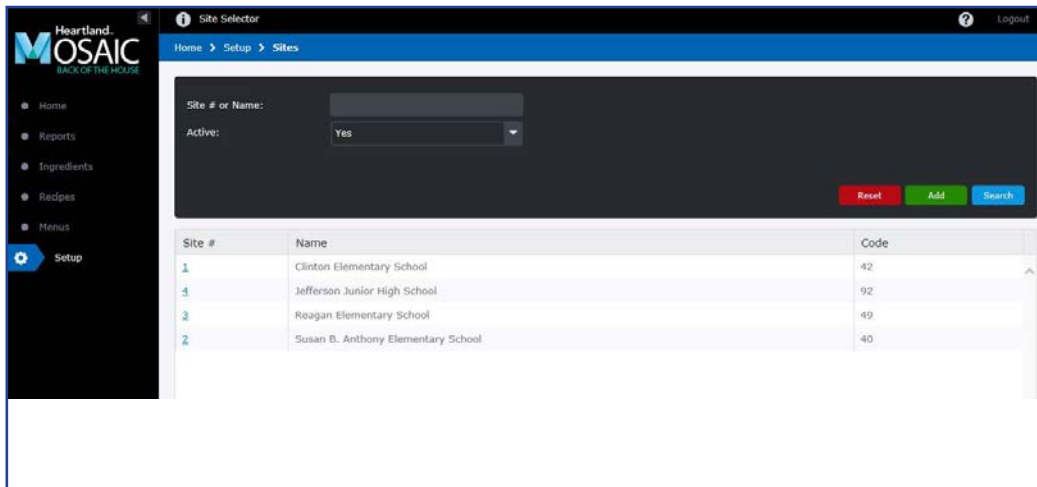 Heartland
MOSAIC
BACK OF THE HOUSE
Home
Reports
Ingredients
Recipes
Menus
Setup
Site Selector
Logout
Home > Setup > Sites
Site # or Name:
Active: Yes
Reset Add Search
Site # Name Code
1 Clinton Elementary School 42
4 Jefferson Junior High School 92
3 Reagan Elementary School 49
2 Susan B. Anthony Elementary School 40